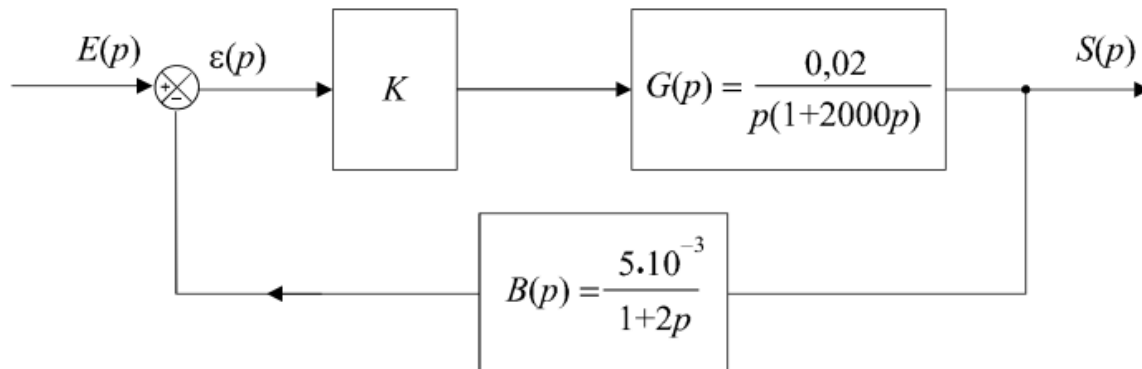 E(p)
ε(p)
S(p)
+
−
K
G(p) = 0,02 / p(1+2000p)
B(p) = 5.10⁻³ / 1+2p